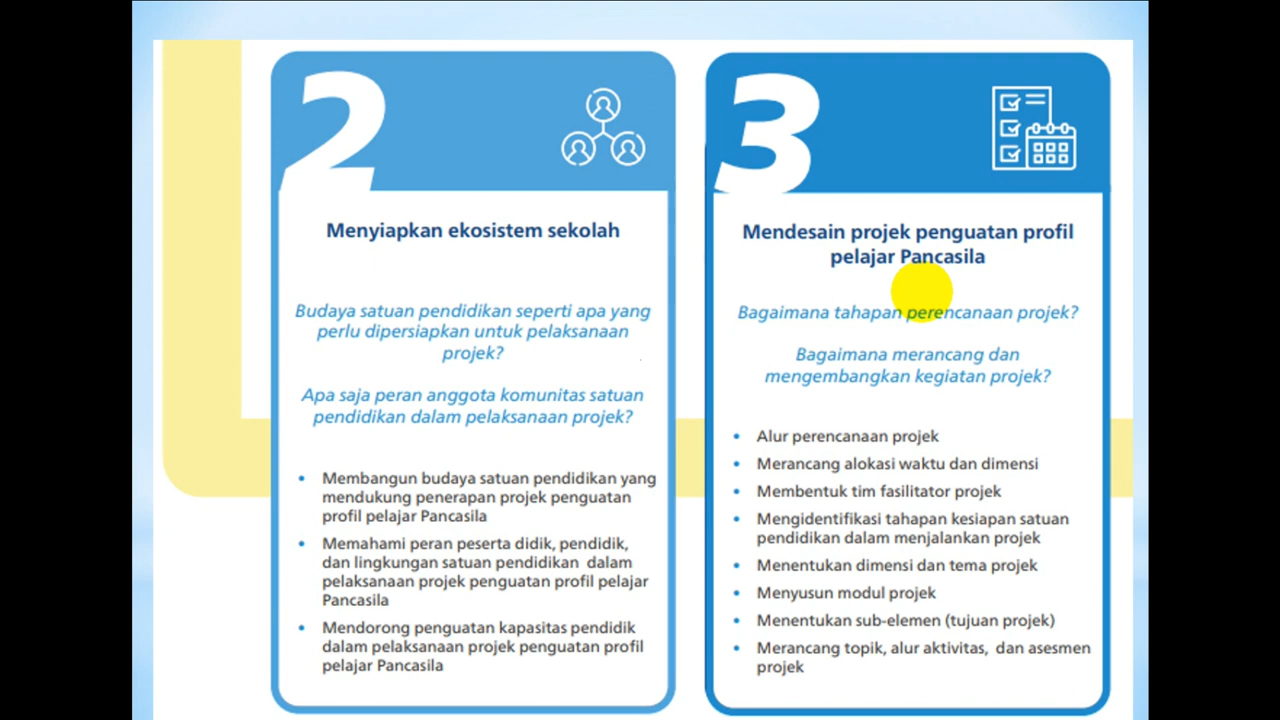 2
Menyiapkan ekosistem sekolah
Budaya satuan pendidikan seperti apa yang
perlu dipersiapkan untuk pelaksanaan
projek?
Apa saja peran anggota komunitas satuan
pendidikan dalam pelaksanaan projek?
• Membangun budaya satuan pendidikan yang
mendukung penerapan projek penguatan
profil pelajar Pancasila
• Memahami peran peserta didik, pendidik,
dan lingkungan satuan pendidikan dalam
pelaksanaan projek penguatan profil pelajar
Pancasila
• Mendorong penguatan kapasitas pendidik
dalam pelaksanaan projek penguatan profil
pelajar Pancasila
3
Mendesain projek penguatan profil
pelajar Pancasila
Bagaimana tahapan perencanaan projek?
Bagaimana merancang dan
mengembangkan kegiatan projek?
• Alur perencanaan projek
• Merancang alokasi waktu dan dimensi
• Membentuk tim fasilitator projek
• Mengidentifikasi tahapan kesiapan satuan
pendidikan dalam menjalankan projek
• Menentukan dimensi dan tema projek
• Menyusun modul projek
• Menentukan sub-elemen (tujuan projek)
• Merancang topik, alur aktivitas, dan asesmen
projek